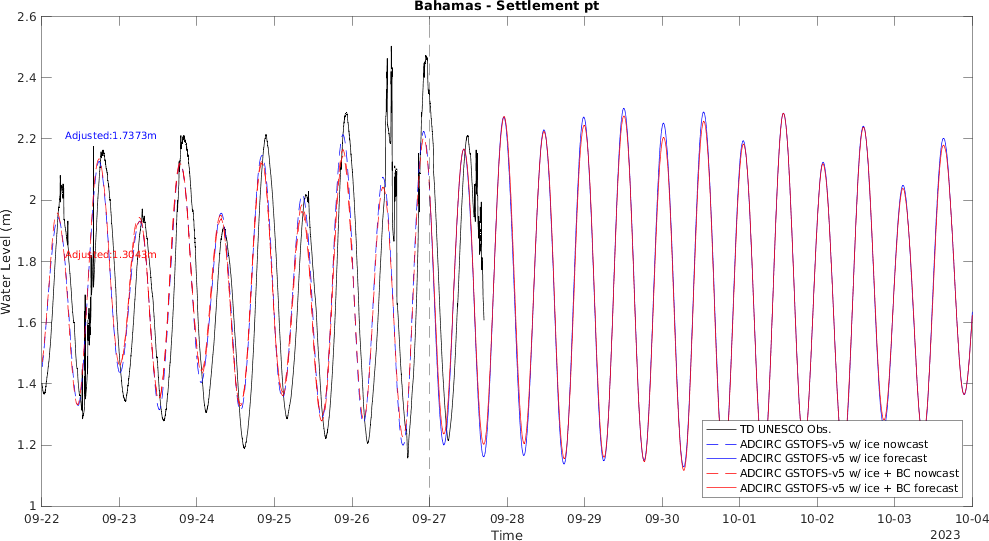 Bahamas - Settlement pt
2.6
2.4
2.2
2
1.8
1.6
1.4
1.2
1
Water Level (m)
Adjusted:1.7373m
Adjusted:1.3043m
TD UNESCO Obs.
ADCIRC GSTOFS-v5 w/ ice nowcast
ADCIRC GSTOFS-v5 w/ ice forecast
ADCIRC GSTOFS-v5 w/ ice + BC nowcast
ADCIRC GSTOFS-v5 w/ ice + BC forecast
09-22 09-23 09-24 09-25 09-26 09-27 09-28 09-29 09-30 10-01 10-02 10-03 10-04
Time
2023